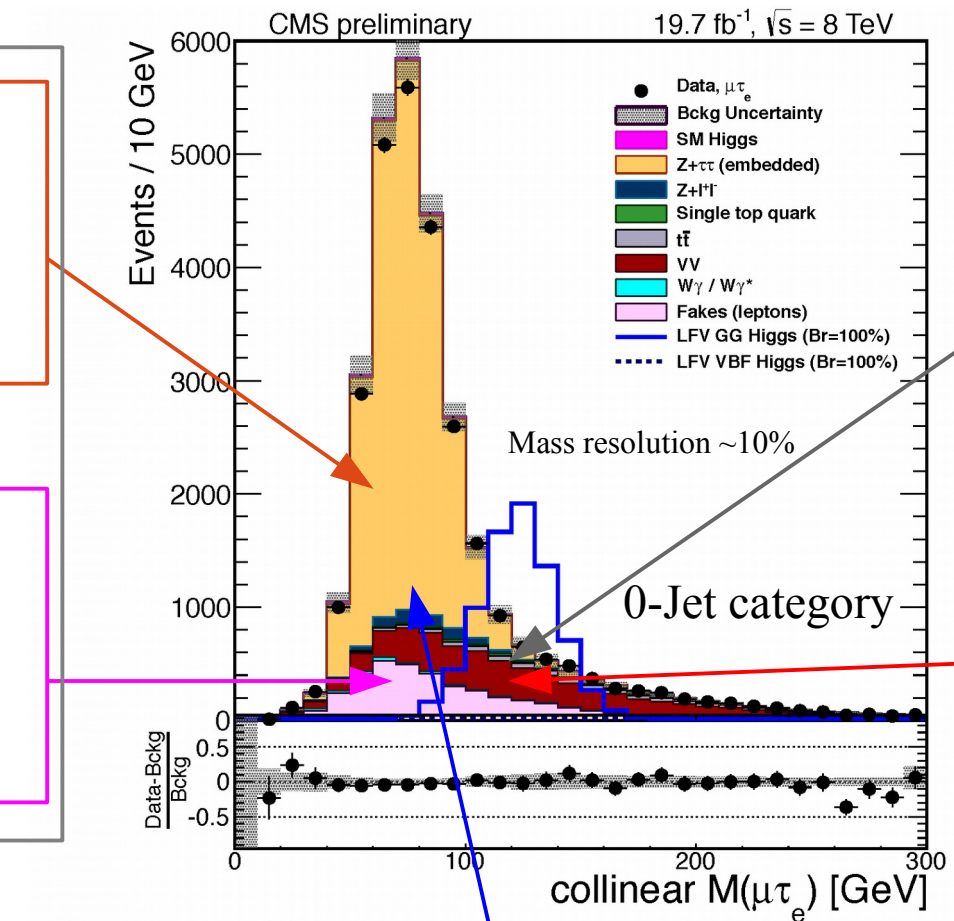 CMS preliminary 19.7 fb⁻¹, √s = 8 TeV
Events / 10 GeV
6000
5000
4000
3000
2000
1000
0
Data, μτₑ
Bckg Uncertainty
SM Higgs
Z+ττ (embedded)
Z+l⁺l⁻
Single top quark
tt̅
VV
Wγ / Wγ*
Fakes (leptons)
LFV GG Higgs (Br=100%)
LFV VBF Higgs (Br=100%)
Mass resolution ~10%
0-Jet category
Data-Bckg
Bckg
0.5
0
-0.5
0 100 200 300
collinear M(μτₑ) [GeV]